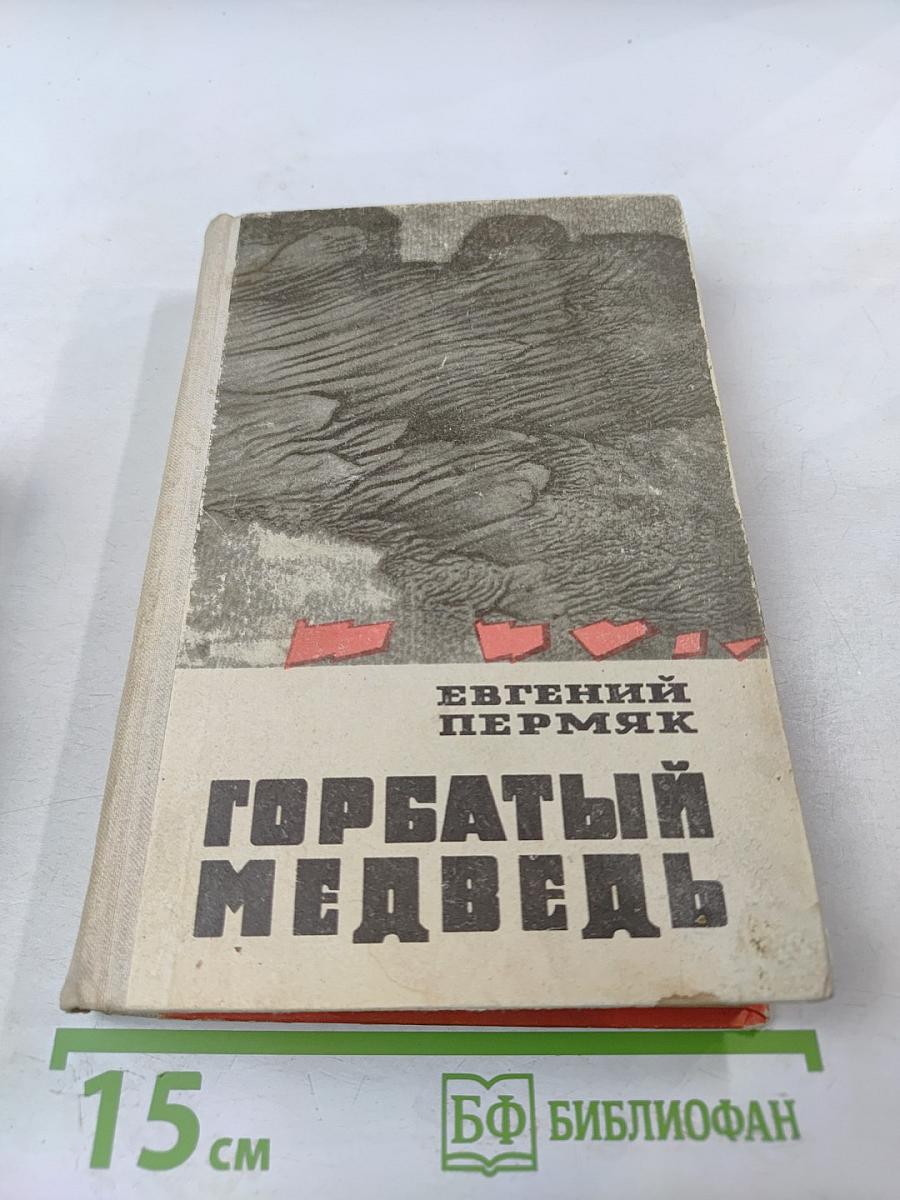 ЕВГЕНИЙ
ПЕРМЯК
ГОРБАТЫЙ
МЕДВЕДЬ
15 см
БФ БИБЛИОФАН